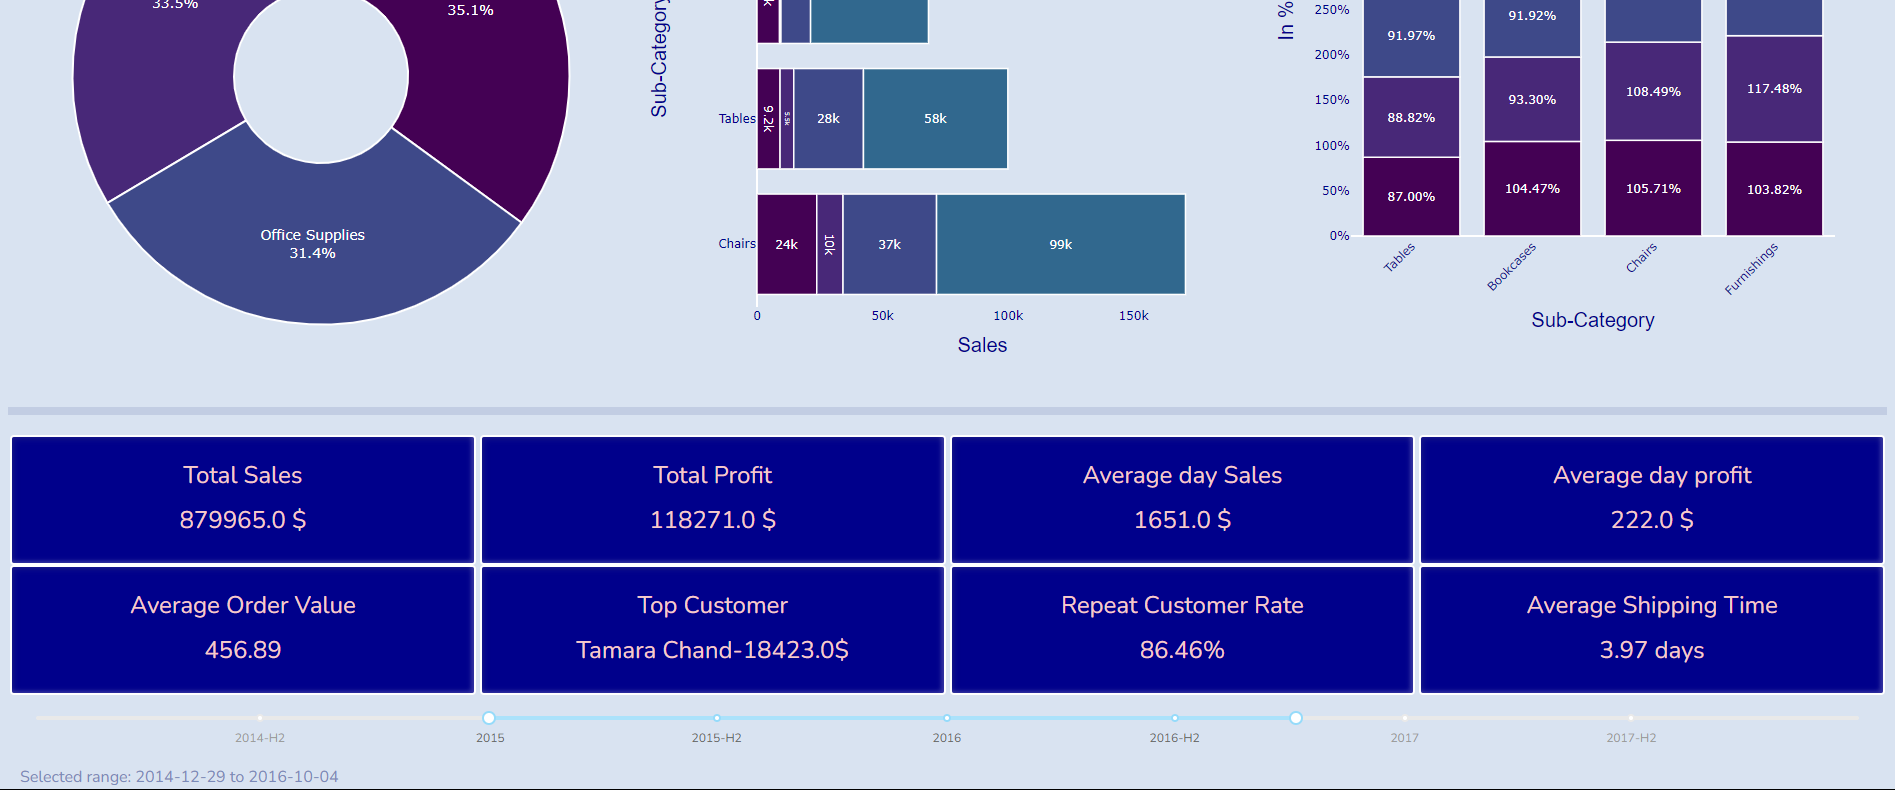 33.5%
35.1%
Office Supplies
31.4%
Sub-Category
Tables
9.2k
5.5k
28k
58k
Chairs
24k
10k
37k
99k
0
50k
100k
150k
Sales
In %
250%
200%
150%
100%
50%
0%
91.97%
91.92%
88.82%
93.30%
108.49%
117.48%
87.00%
104.47%
105.71%
103.82%
Tables
Bookcases
Chairs
Furnishings
Sub-Category
Total Sales
879965.0 $
Total Profit
118271.0 $
Average day Sales
1651.0 $
Average day profit
222.0 $
Average Order Value
456.89
Top Customer
Tamara Chand-18423.0$
Repeat Customer Rate
86.46%
Average Shipping Time
3.97 days
2014-H2
2015
2015-H2
2016
2016-H2
2017
2017-H2
Selected range: 2014-12-29 to 2016-10-04